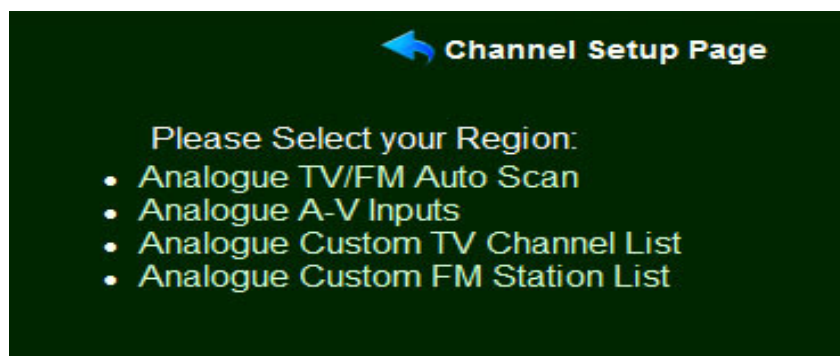 Channel Setup Page
Please Select your Region:
Analogue TV/FM Auto Scan
Analogue A-V Inputs
Analogue Custom TV Channel List
Analogue Custom FM Station List